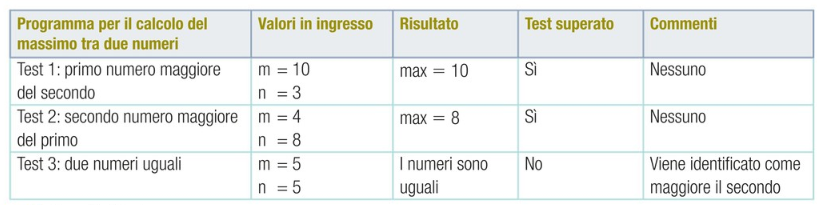 Programma per il calcolo del massimo tra due numeri | Valori in ingresso | Risultato | Test superato | Commenti
Test 1: primo numero maggiore del secondo | m = 10 n = 3 | max = 10 | Sì | Nessuno
Test 2: secondo numero maggiore del primo | m = 4 n = 8 | max = 8 | Sì | Nessuno
Test 3: due numeri uguali | m = 5 n = 5 | I numeri sono uguali | No | Viene identificato come maggiore il secondo